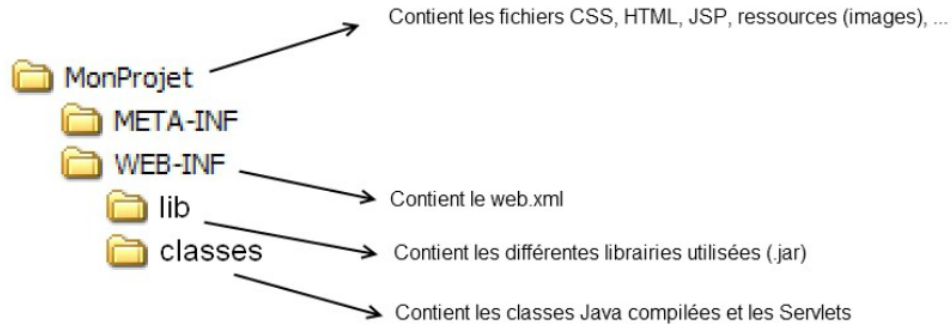 Contient les fichiers CSS, HTML, JSP, ressources (images), ...
MonProjet
META-INF
WEB-INF
Contient le web.xml
lib
Contient les différentes librairies utilisées (.jar)
classes
Contient les classes Java compilées et les Servlets